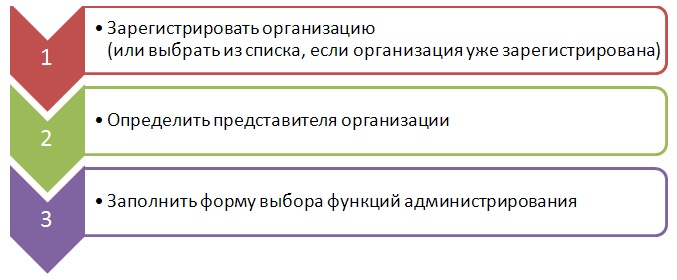 1
• Зарегистрировать организацию
(или выбрать из списка, если организация уже зарегистрирована)
2
• Определить представителя организации
3
• Заполнить форму выбора функций администрирования